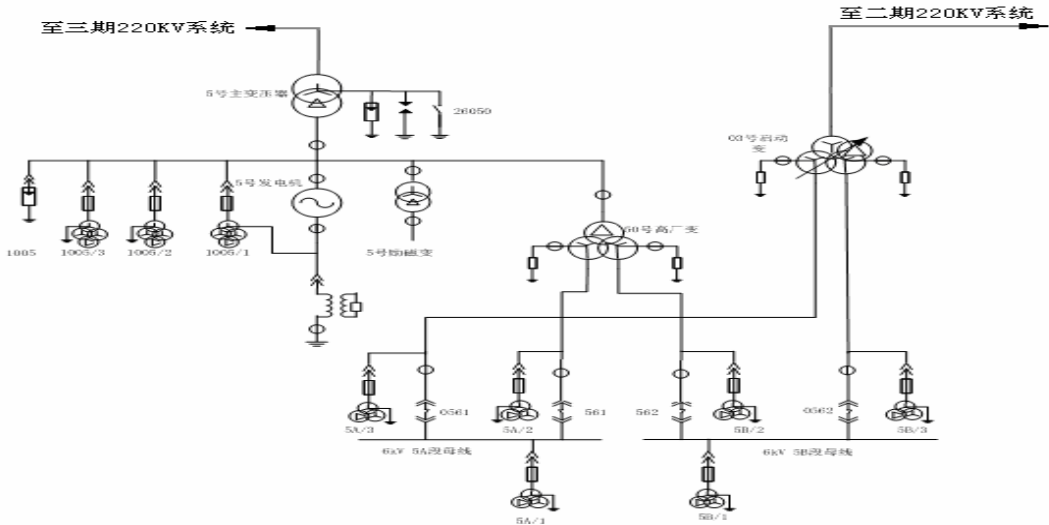 至三期220KV系统
至二期220KV系统
5号主变压器
26050
03号启动
变
5号发电机
1005
1005/3
1005/2
1005/1
5号励磁变
50号高厂变
5A/3
0561
5A/2
561
562
5B/2
0562
5B/3
6kV 5A段母线
6kV 5B段母线
5A/1
5B/1